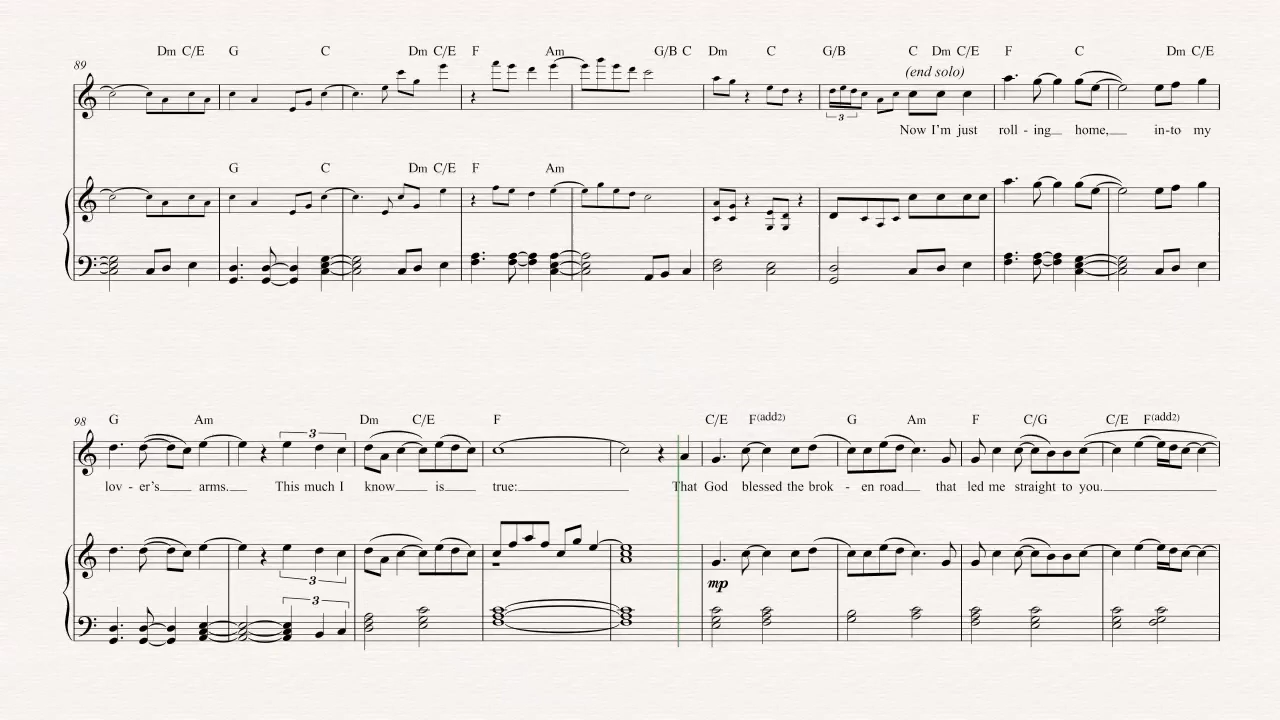 Dm C/E G C Dm C/E F Am G/B C Dm C G/B C Dm C/E F C Dm C/E
89
(end solo)
3
Now I'm just roll - ing home, in-to my
G C Dm C/E F Am
98
G Am Dm C/E F C/E F(add2) G Am F C/G C/E F(add2)
3
lov - er's arms. This much I know is true: That God blessed the brok - en road that led me straight to you.
3
mp
3